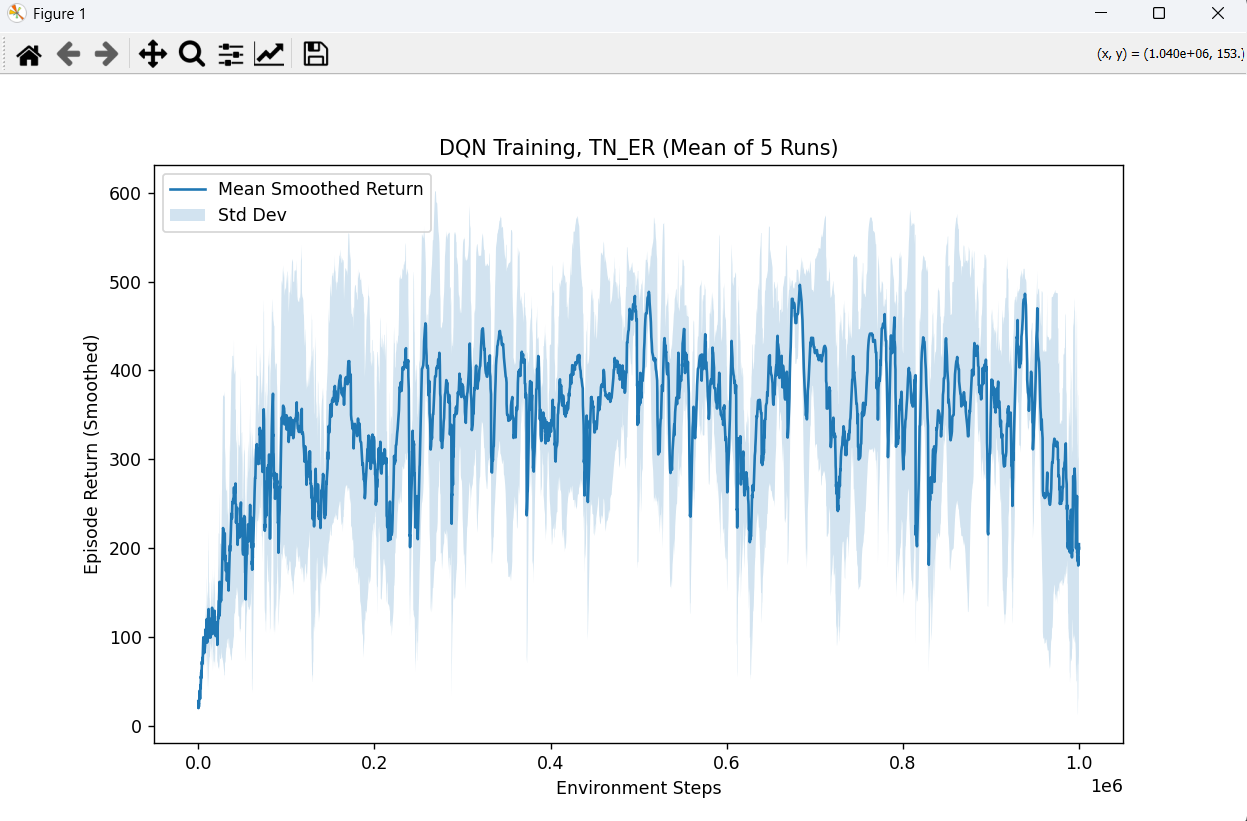 Figure 1
(x, y) = (1.040e+06, 153.)
DQN Training, TN_ER (Mean of 5 Runs)
Mean Smoothed Return
Std Dev
600
500
400
300
200
100
0
Episode Return (Smoothed)
0.0 0.2 0.4 0.6 0.8 1.0
1e6
Environment Steps